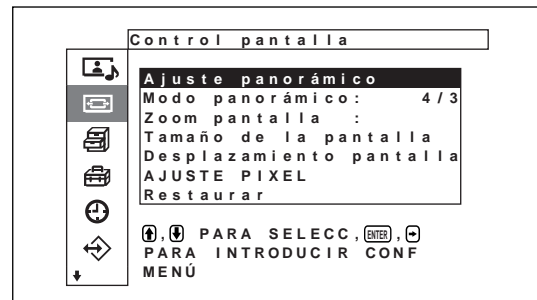 Control pantalla
Ajuste panorámico
Modo panorámico: 4/3
Zoom pantalla :
Tamaño de la pantalla
Desplazamiento pantalla
AJUSTE PIXEL
Restaurar
, PARA SELECC, ENTER ,
PARA INTRODUCIR CONF
MENÚ